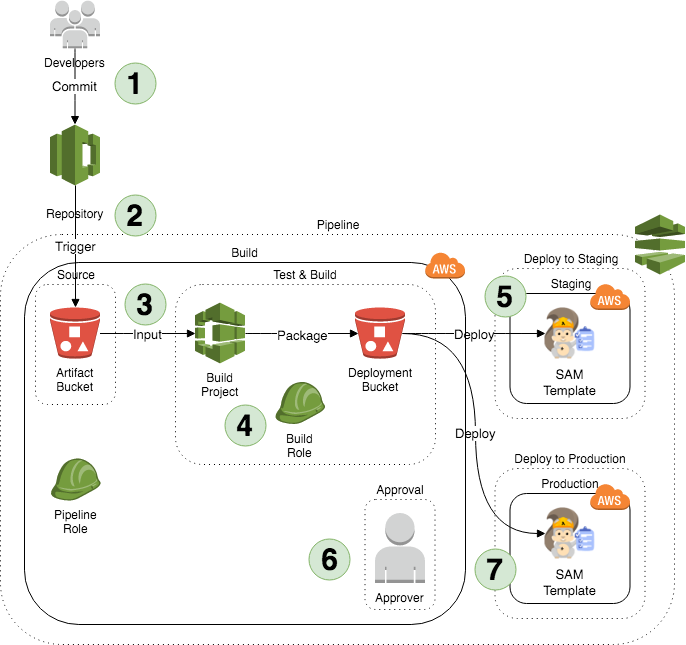 Developers
Commit
1
Repository
2
Pipeline
Trigger
Build
AWS
Source
Test & Build
3
Input
Artifact
Bucket
Build
Project
Package
Deployment
Bucket
4
Build
Role
Pipeline
Role
Deploy to Staging
Staging
AWS
5
Deploy
SAM
Template
Deploy
Approval
6
Approver
Deploy to Production
Production
AWS
7
SAM
Template